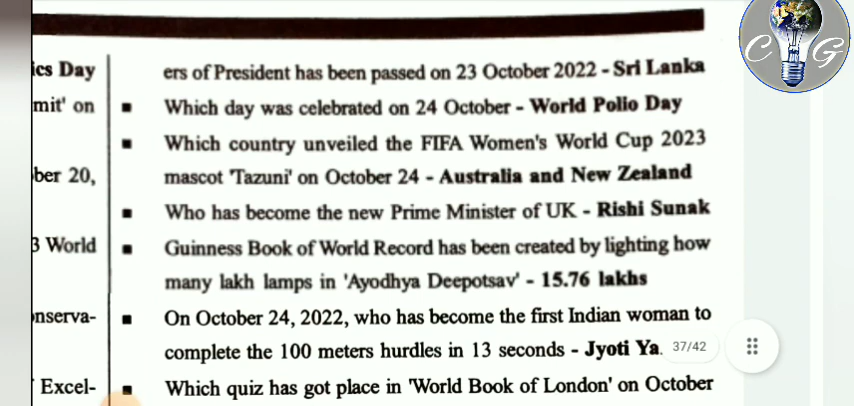 ics Day
mit' on
ber 20,
3 World
nserva-
Excel-
ers of President has been passed on 23 October 2022 - Sri Lanka
▪ Which day was celebrated on 24 October - World Polio Day
▪ Which country unveiled the FIFA Women's World Cup 2023
mascot 'Tazuni' on October 24 - Australia and New Zealand
▪ Who has become the new Prime Minister of UK - Rishi Sunak
▪ Guinness Book of World Record has been created by lighting how
many lakh lamps in 'Ayodhya Deepotsav' - 15.76 lakhs
▪ On October 24, 2022, who has become the first Indian woman to
complete the 100 meters hurdles in 13 seconds - Jyoti Ya
▪ Which quiz has got place in 'World Book of London' on October
37/42
C G